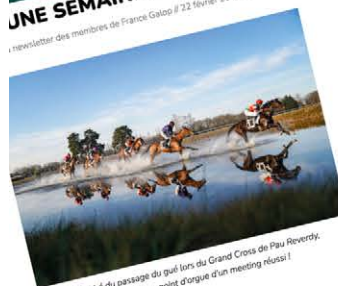 UNE SEMAI
newsletter des membres de France Galop // 22 février
du passage du gué lors du Grand Cross de Pau Reverdy,
point d'orgue d'un meeting réussi !